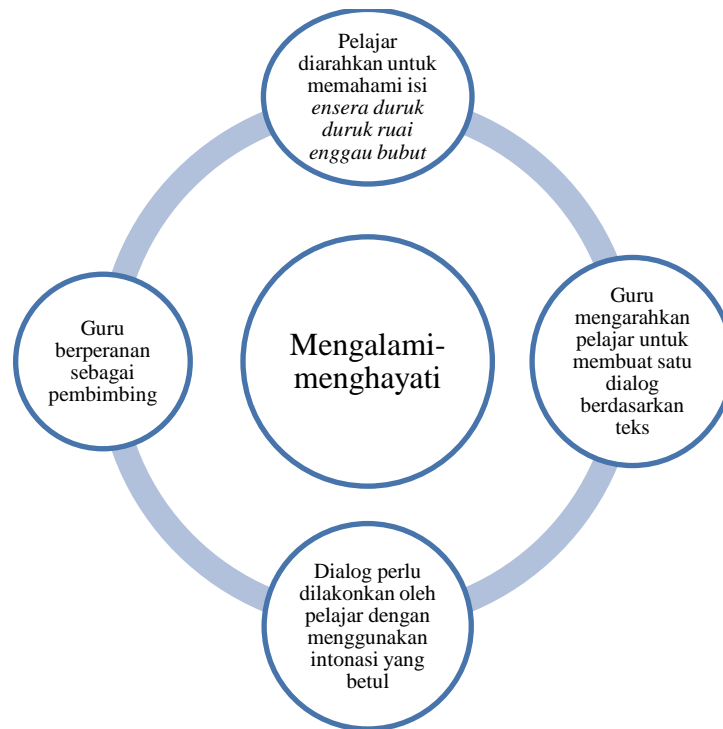 Pelajar
diarahkan untuk
memahami isi
ensera duruk
duruk ruai
enggau bubut
Guru
mengarahkan
pelajar untuk
membuat satu
dialog
berdasarkan
teks
Dialog perlu
dilakonkan oleh
pelajar dengan
menggunakan
intonasi yang
betul
Guru
berperanan
sebagai
pembimbing
Mengalami-
menghayati